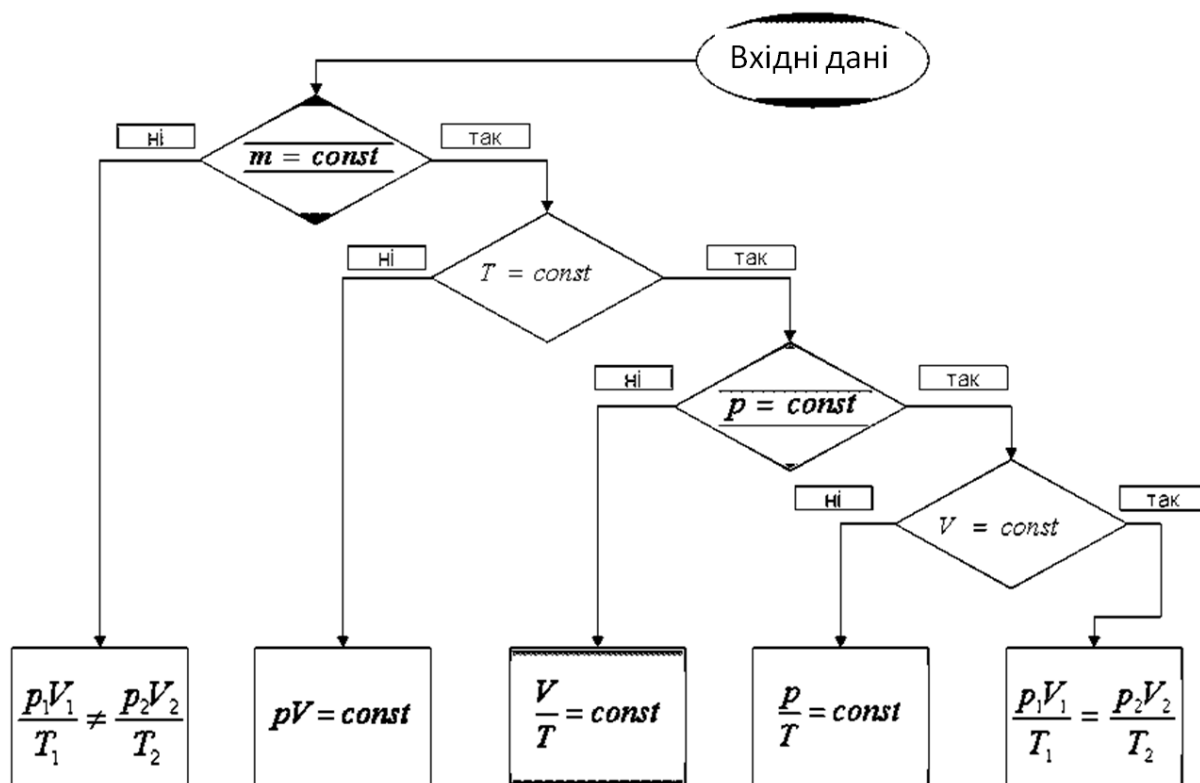 Вхідні дані
ні
так
m = const
ні
так
T = const
ні
так
p = const
ні
так
V = const
p₁V₁/T₁ ≠ p₂V₂/T₂
pV = const
V/T = const
p/T = const
p₁V₁/T₁ = p₂V₂/T₂